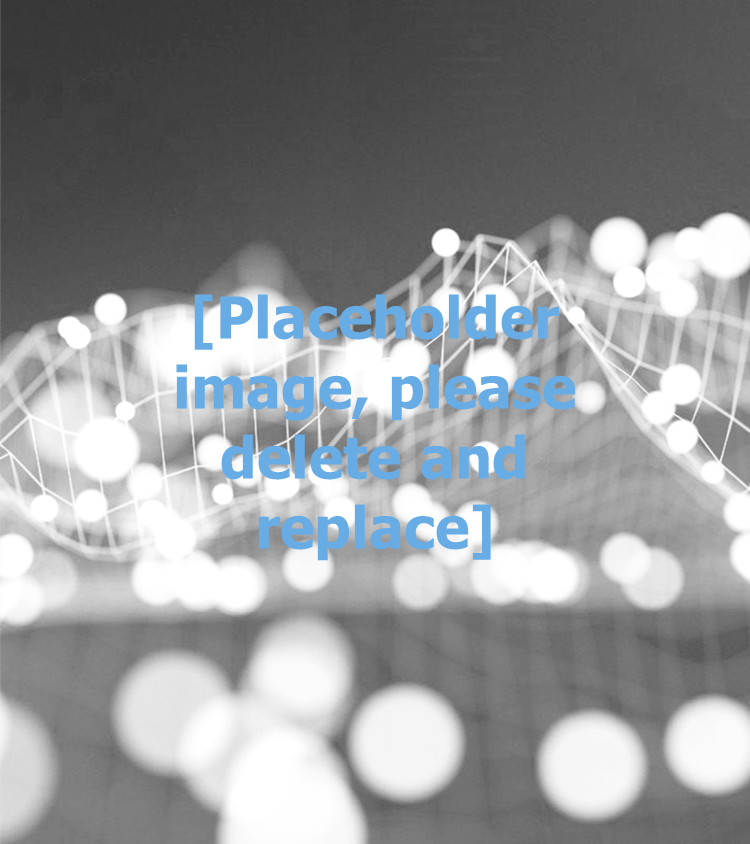 [Placeholder
image, please
delete and
replace]